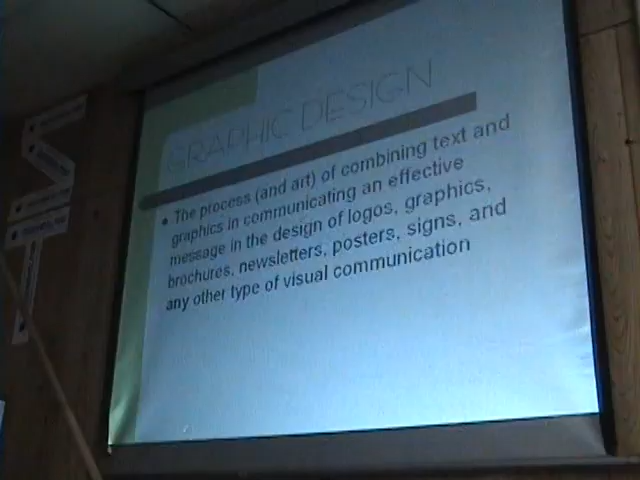 GRAPHIC DESIGN
• The process (and art) of combining text and
graphics in communicating an effective
message in the design of logos, graphics,
brochures, newsletters, posters, signs, and
any other type of visual communication